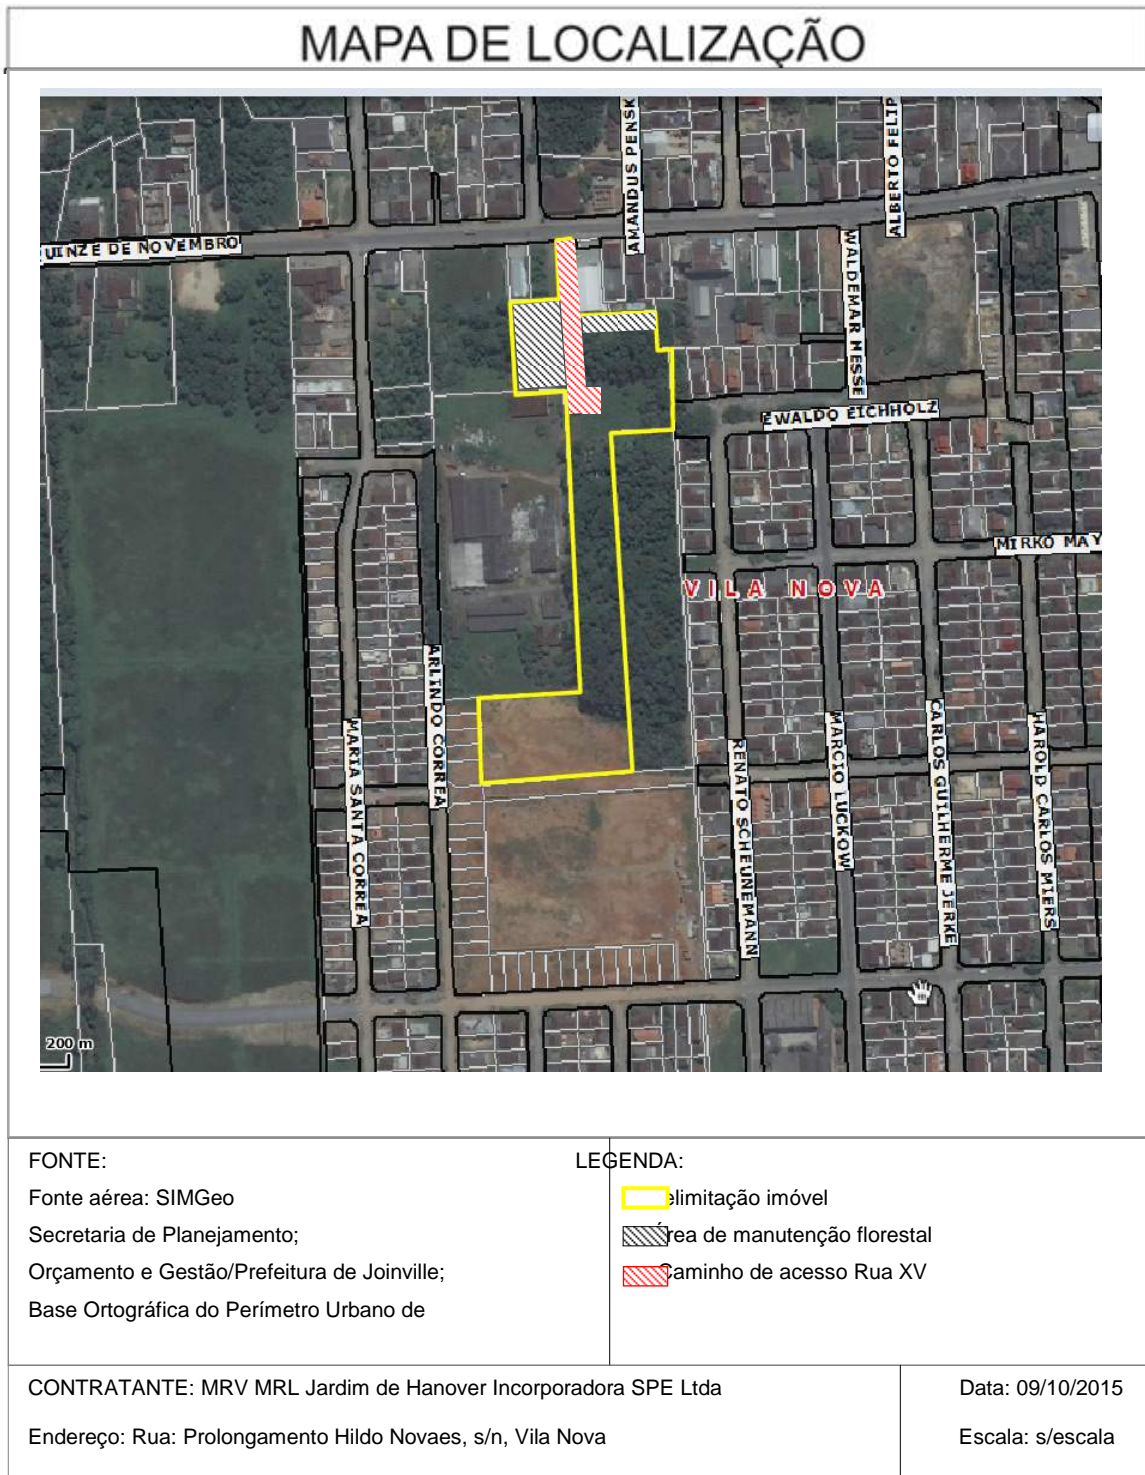 MAPA DE LOCALIZAÇÃO
AMANDUS PENSK
ALBERTO FELIP
UINZE DE NOVEMBRO
WALDEMAR HESSE
EWALDO EICHHOLZ
MIRKO MAY
VILA NOVA
ARLINDO CORREA
MARIA SANTA CORREA
RENATO SCHEUNEMANN
MARCIO LUCKOW
CARLOS GUILHERME JERKE
HAROLD CARLOS MIERS
200 m
FONTE:
Fonte aérea: SIMGeo
Secretaria de Planejamento;
Orçamento e Gestão/Prefeitura de Joinville;
Base Ortográfica do Perímetro Urbano de
LEGENDA:
elimitação imóvel
rea de manutenção florestal
Caminho de acesso Rua XV
CONTRATANTE: MRV MRL Jardim de Hanover Incorporadora SPE Ltda
Endereço: Rua: Prolongamento Hildo Novaes, s/n, Vila Nova
Data: 09/10/2015
Escala: s/escala